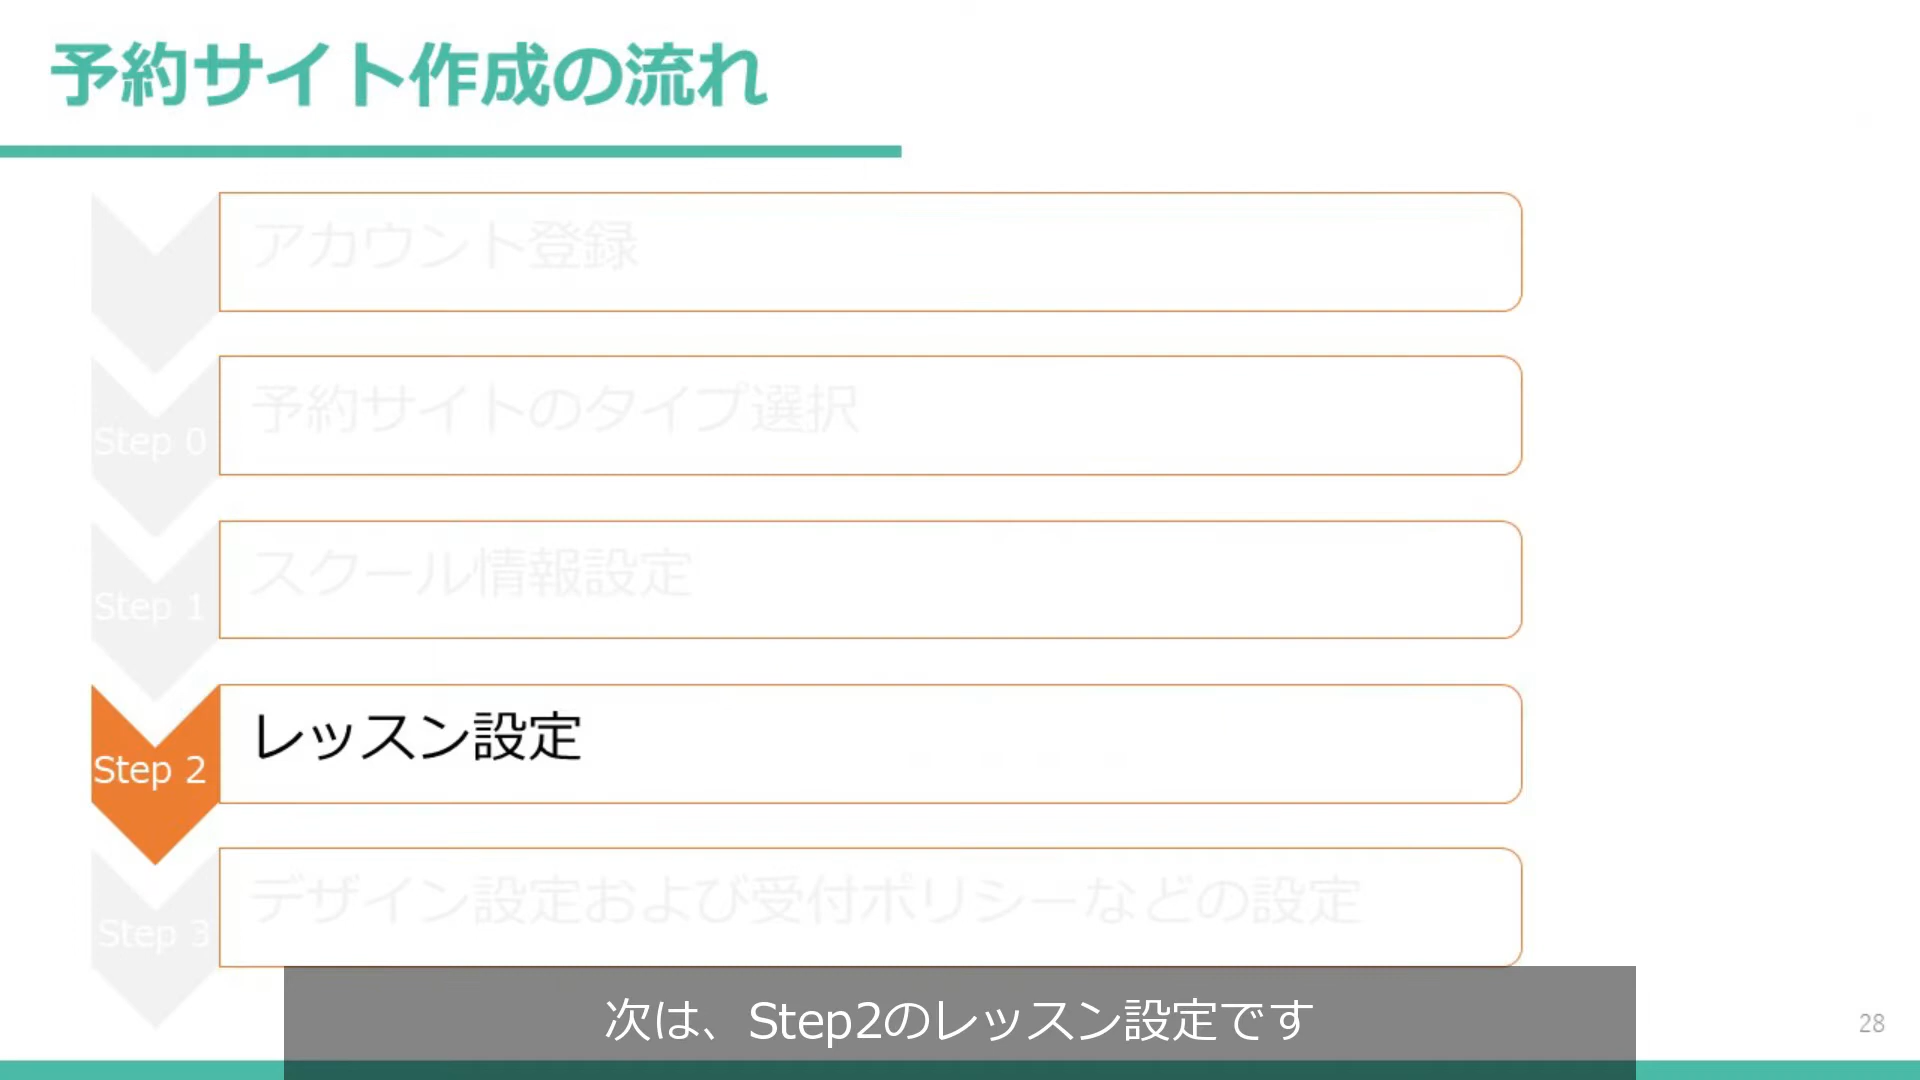 予約サイト作成の流れ
アカウント登録
Step 0
予約サイトのタイプ選択
Step 1
スクール情報設定
Step 2
レッスン設定
Step 3
デザイン設定および受付ポリシーなどの設定
次は、Step2のレッスン設定です
28